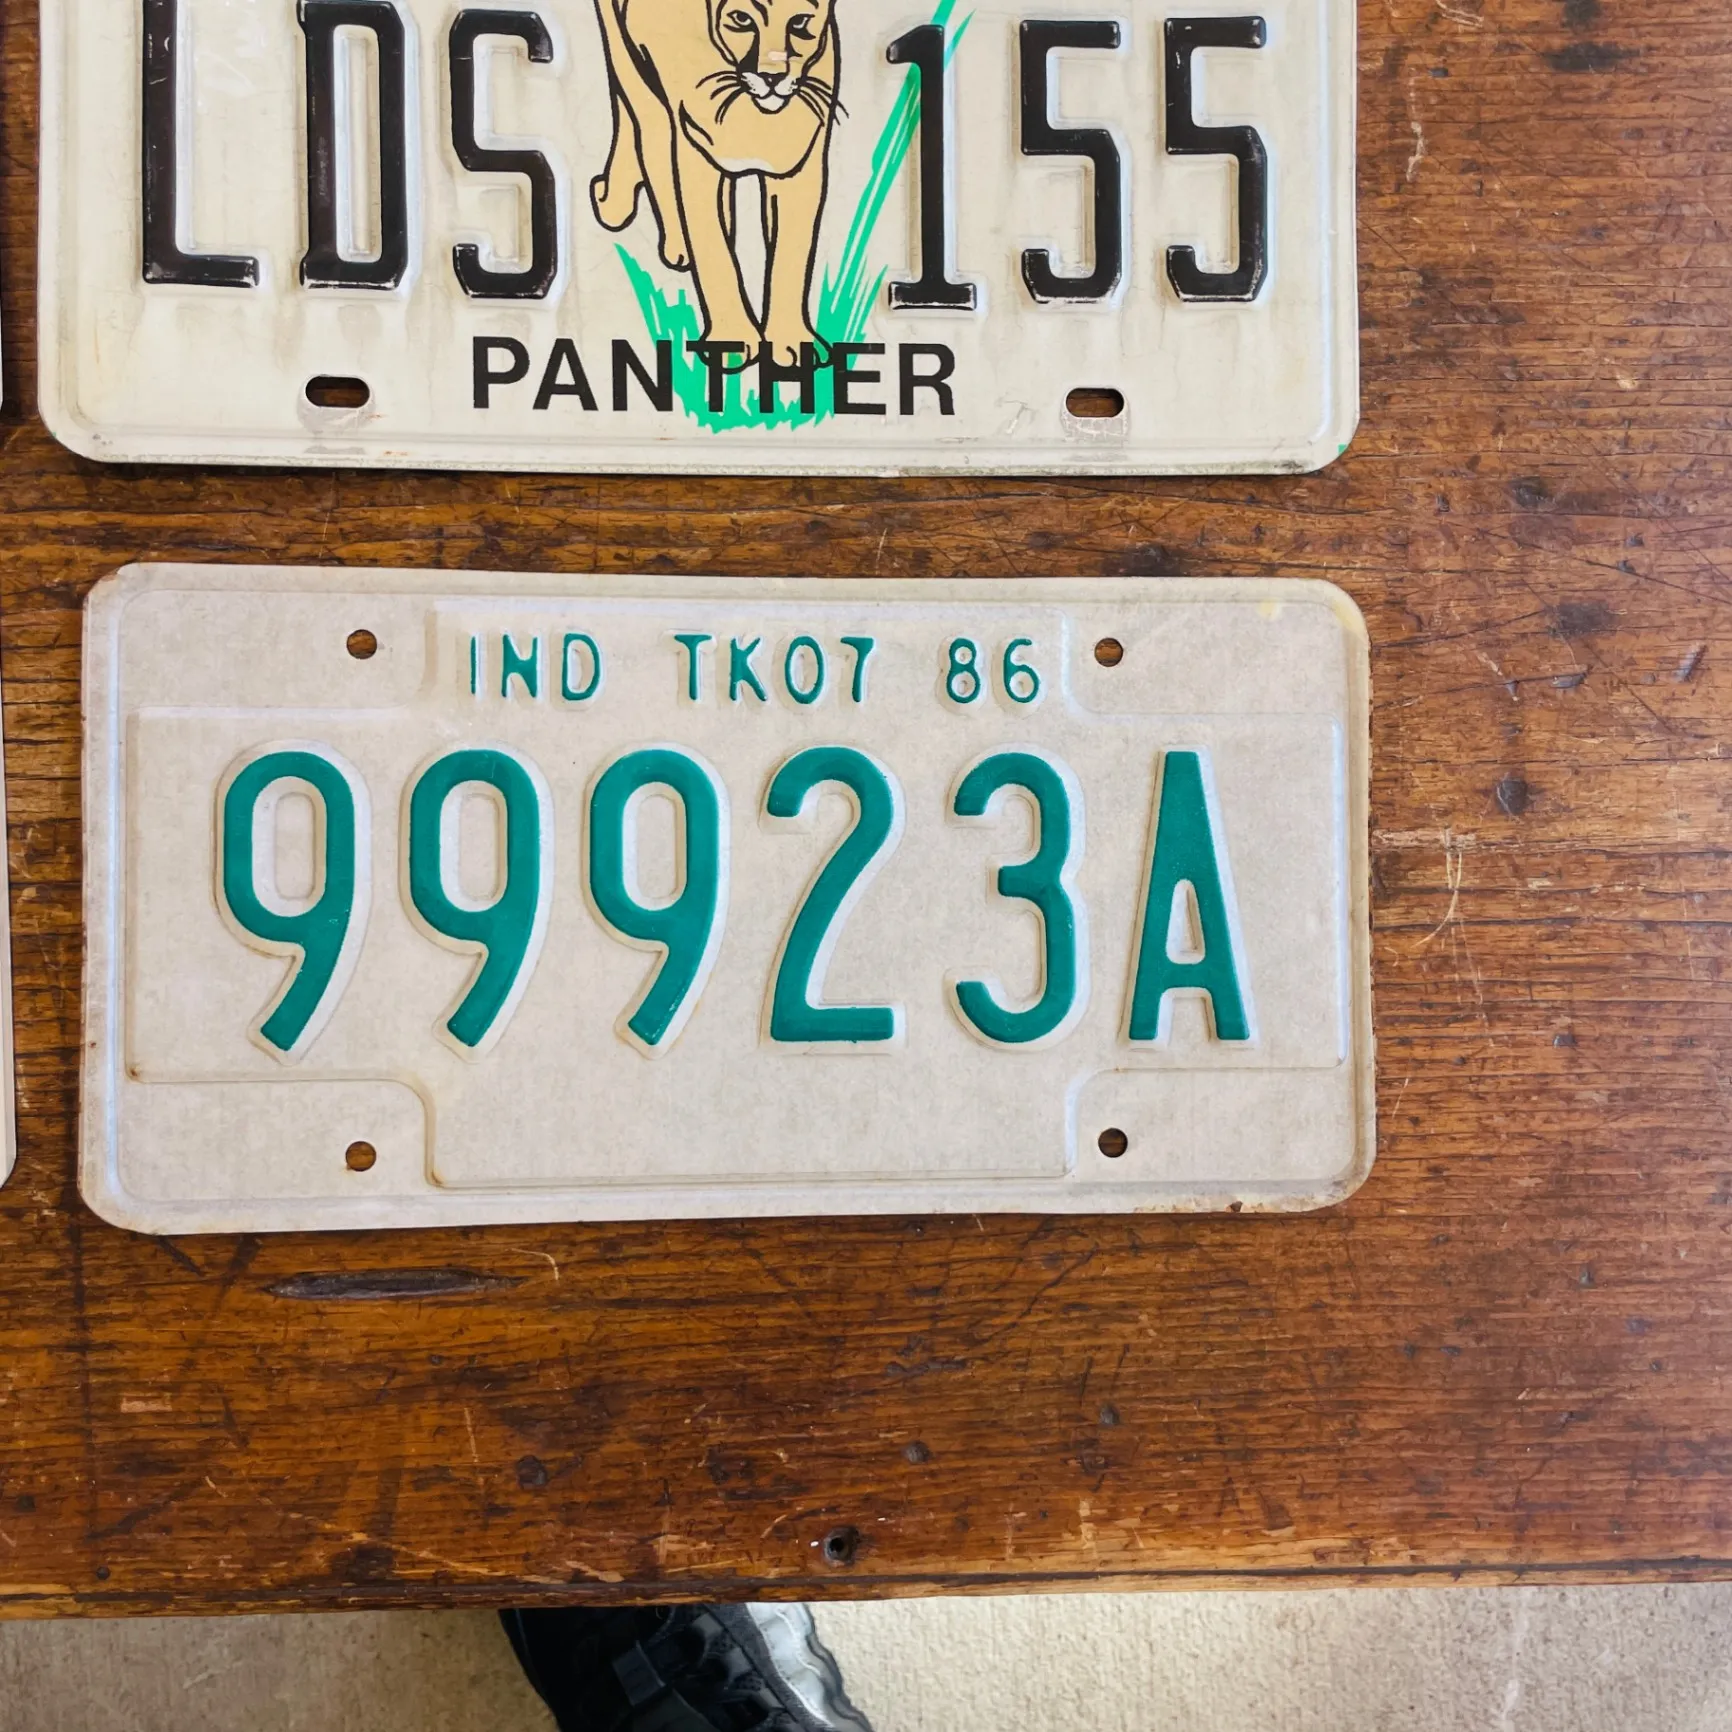 LDS 155
PANTHER
IND TK07 86
99923A